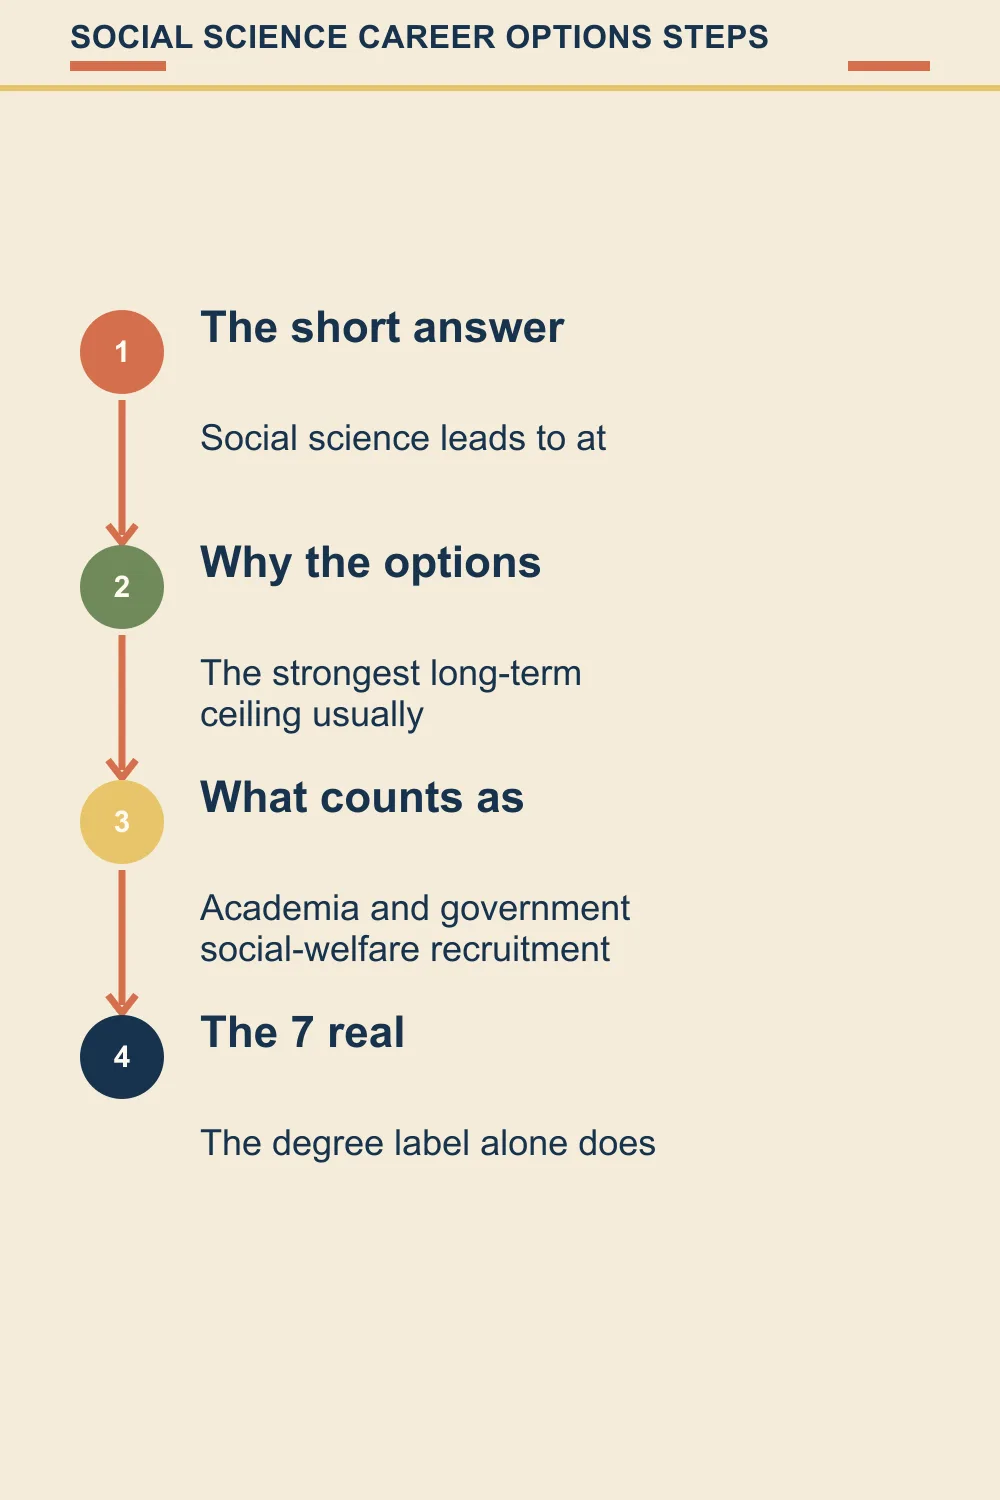 SOCIAL SCIENCE CAREER OPTIONS STEPS
1
The short answer
Social science leads to at
2
Why the options
The strongest long-term
ceiling usually
3
What counts as
Academia and government
social-welfare recruitment
4
The 7 real
The degree label alone does